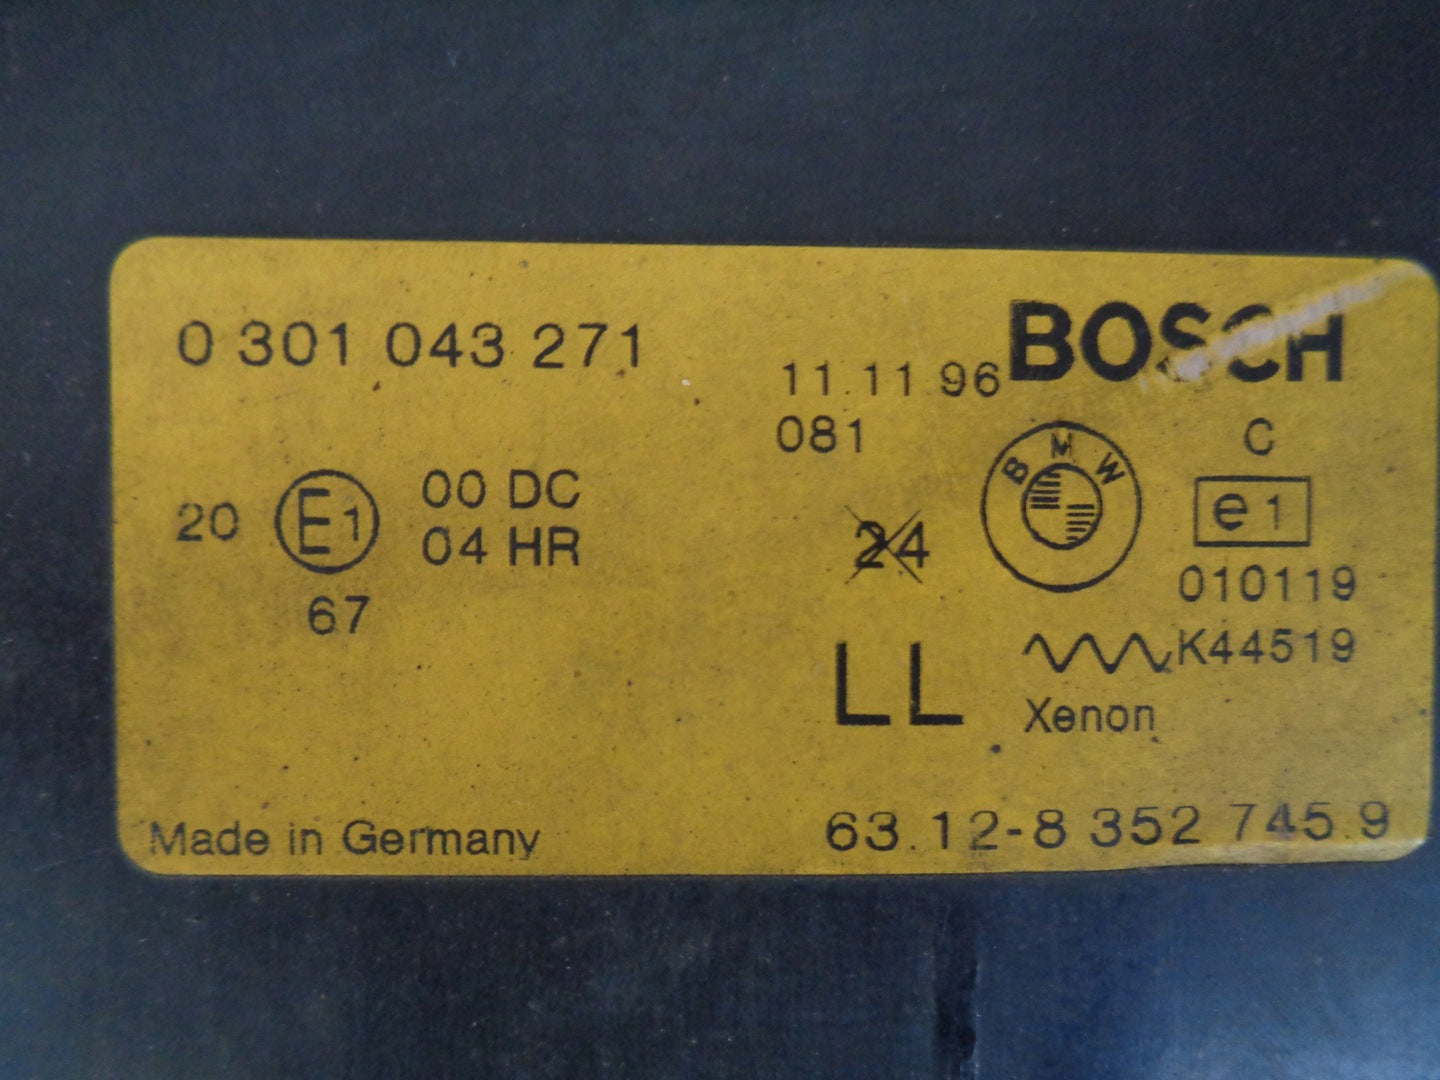 0 301 043 271
11.11.96
BOSCH
081
BMW
C
20
E1
00 DC
04 HR
67
24
e1
010119
K44519
LL
Xenon
Made in Germany
63.12-8 352 745.9